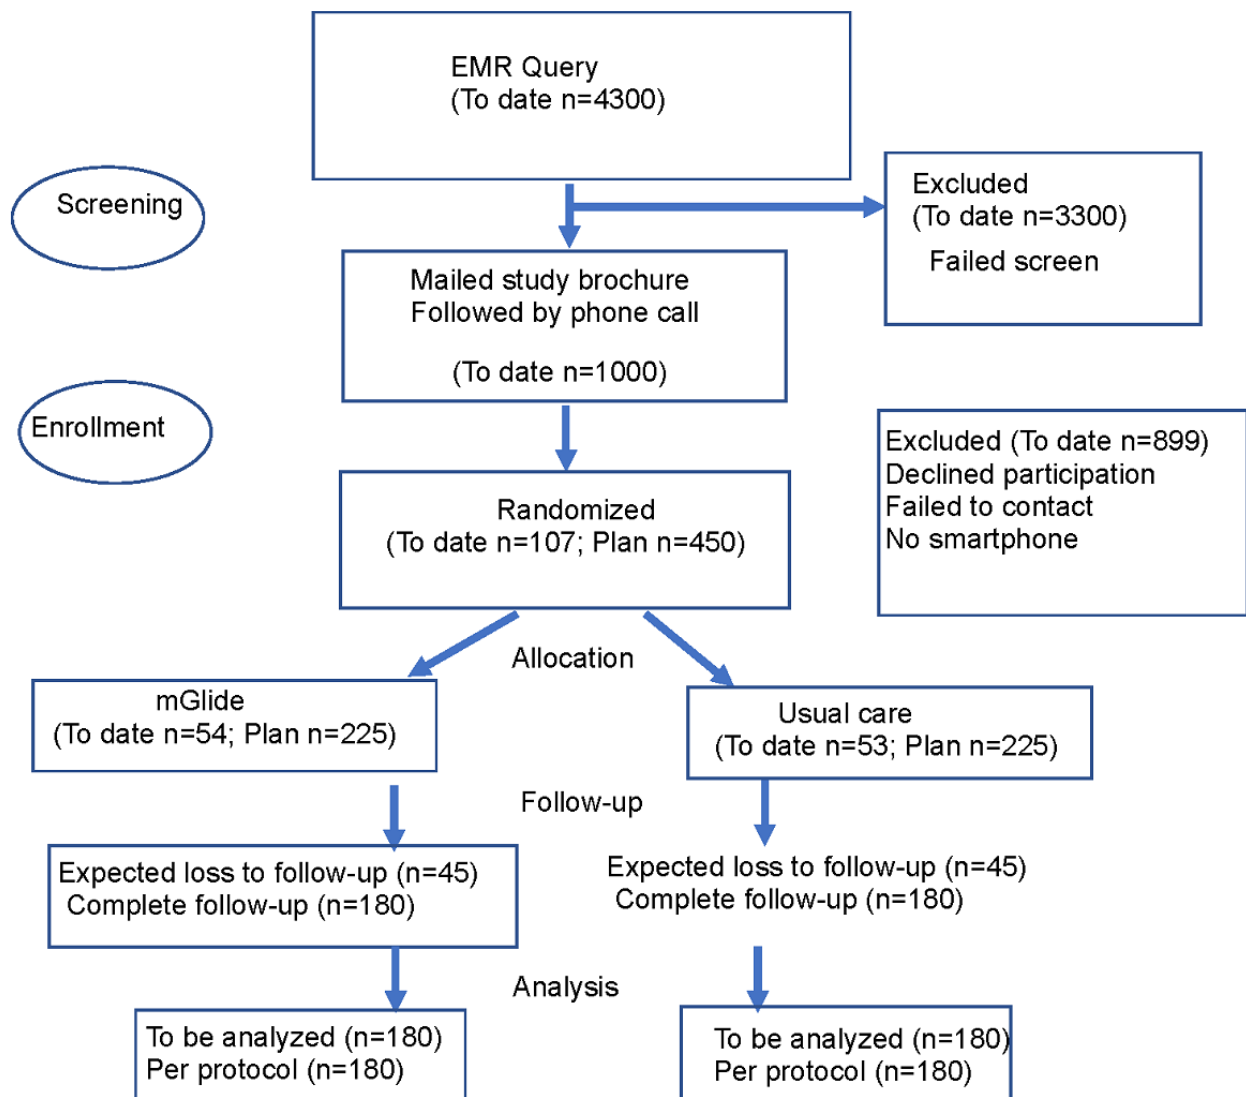 EMR Query
(To date n=4300)
Screening
Excluded
(To date n=3300)
Failed screen
Mailed study brochure
Followed by phone call
(To date n=1000)
Enrollment
Excluded (To date n=899)
Declined participation
Failed to contact
No smartphone
Randomized
(To date n=107; Plan n=450)
Allocation
mGlide
(To date n=54; Plan n=225)
Usual care
(To date n=53; Plan n=225)
Follow-up
Expected loss to follow-up (n=45)
Complete follow-up (n=180)
Expected loss to follow-up (n=45)
Complete follow-up (n=180)
Analysis
To be analyzed (n=180)
Per protocol (n=180)
To be analyzed (n=180)
Per protocol (n=180)